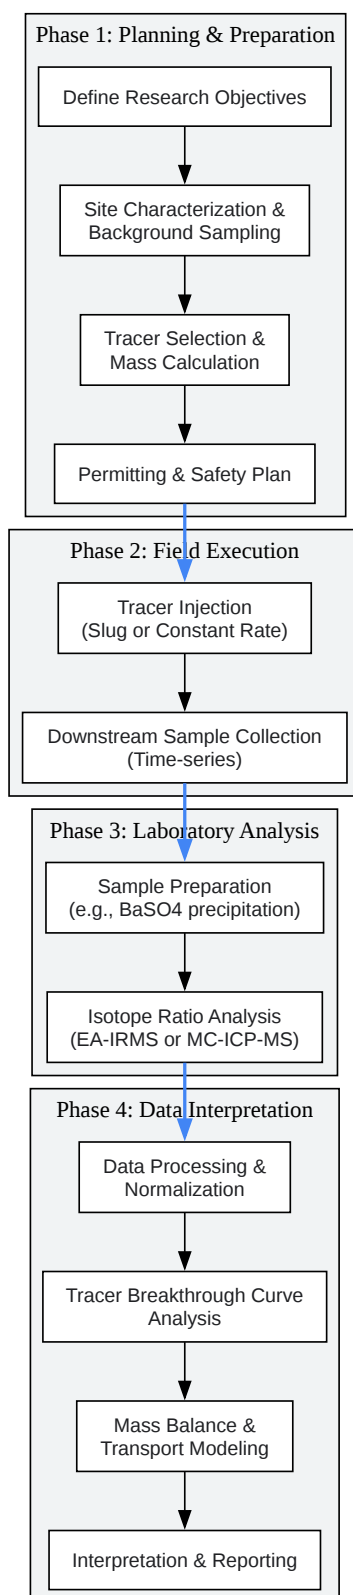 Phase 1: Planning & Preparation
Define Research Objectives
Site Characterization &
Background Sampling
Tracer Selection &
Mass Calculation
Permitting & Safety Plan
Phase 2: Field Execution
Tracer Injection
(Slug or Constant Rate)
Downstream Sample Collection
(Time-series)
Phase 3: Laboratory Analysis
Sample Preparation
(e.g., BaSO4 precipitation)
Isotope Ratio Analysis
(EA-IRMS or MC-ICP-MS)
Phase 4: Data Interpretation
Data Processing &
Normalization
Tracer Breakthrough Curve
Analysis
Mass Balance &
Transport Modeling
Interpretation & Reporting